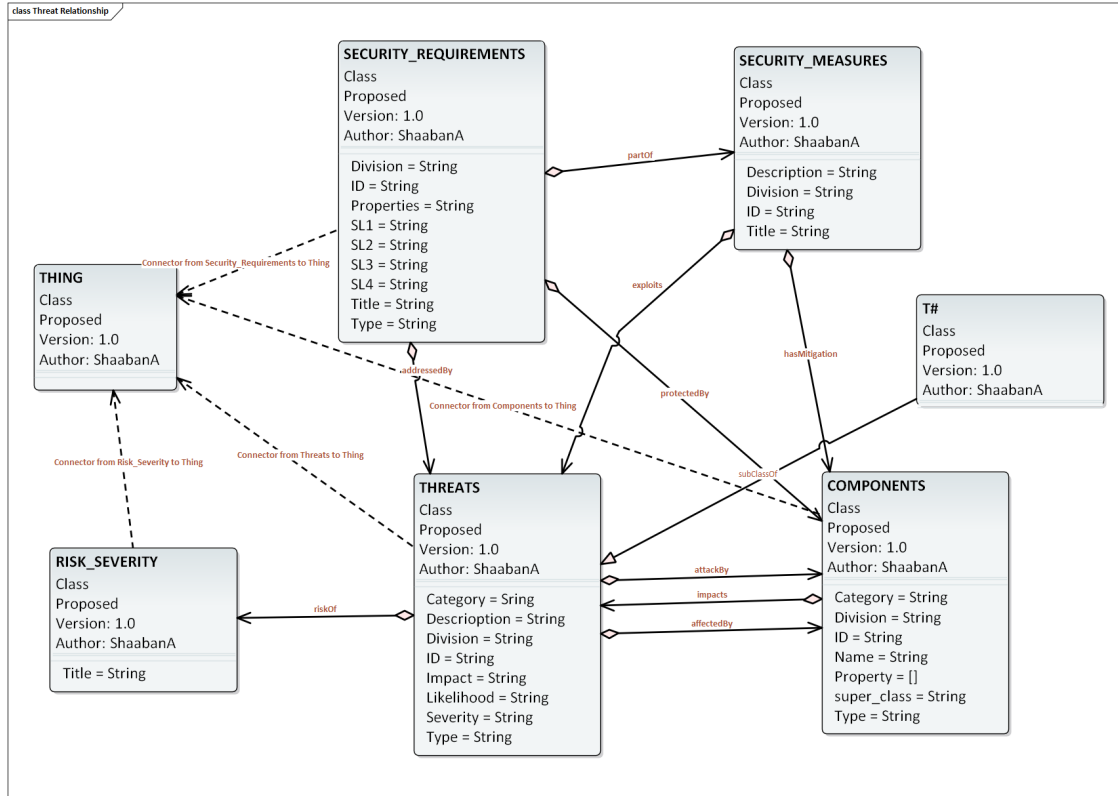 class Threat Relationship
SECURITY_REQUIREMENTS
Class
Proposed
Version: 1.0
Author: ShaabanA
Division = String
ID = String
Properties = String
SL1 = String
SL2 = String
SL3 = String
SL4 = String
Title = String
Type = String
partOf
SECURITY_MEASURES
Class
Proposed
Version: 1.0
Author: ShaabanA
Description = String
Division = String
ID = String
Title = String
Connector from Security_Requirements to Thing
THING
Class
Proposed
Version: 1.0
Author: ShaabanA
exploits
T#
Class
Proposed
Version: 1.0
Author: ShaabanA
hasMitigation
addressedBy
protectedBy
Connector from Components to Thing
Connector from Risk_Severity to Thing
Connector from Threats to Thing
subClassOf
RISK_SEVERITY
Class
Proposed
Version: 1.0
Author: ShaabanA
Title = String
riskOf
THREATS
Class
Proposed
Version: 1.0
Author: ShaabanA
Category = Sring
Descrioption = String
Division = String
ID = String
Impact = String
Likelihood = String
Severity = String
Type = String
attackBy
impacts
affectedBy
COMPONENTS
Class
Proposed
Version: 1.0
Author: ShaabanA
Category = String
Division = String
ID = String
Name = String
Property = []
super_class = String
Type = String